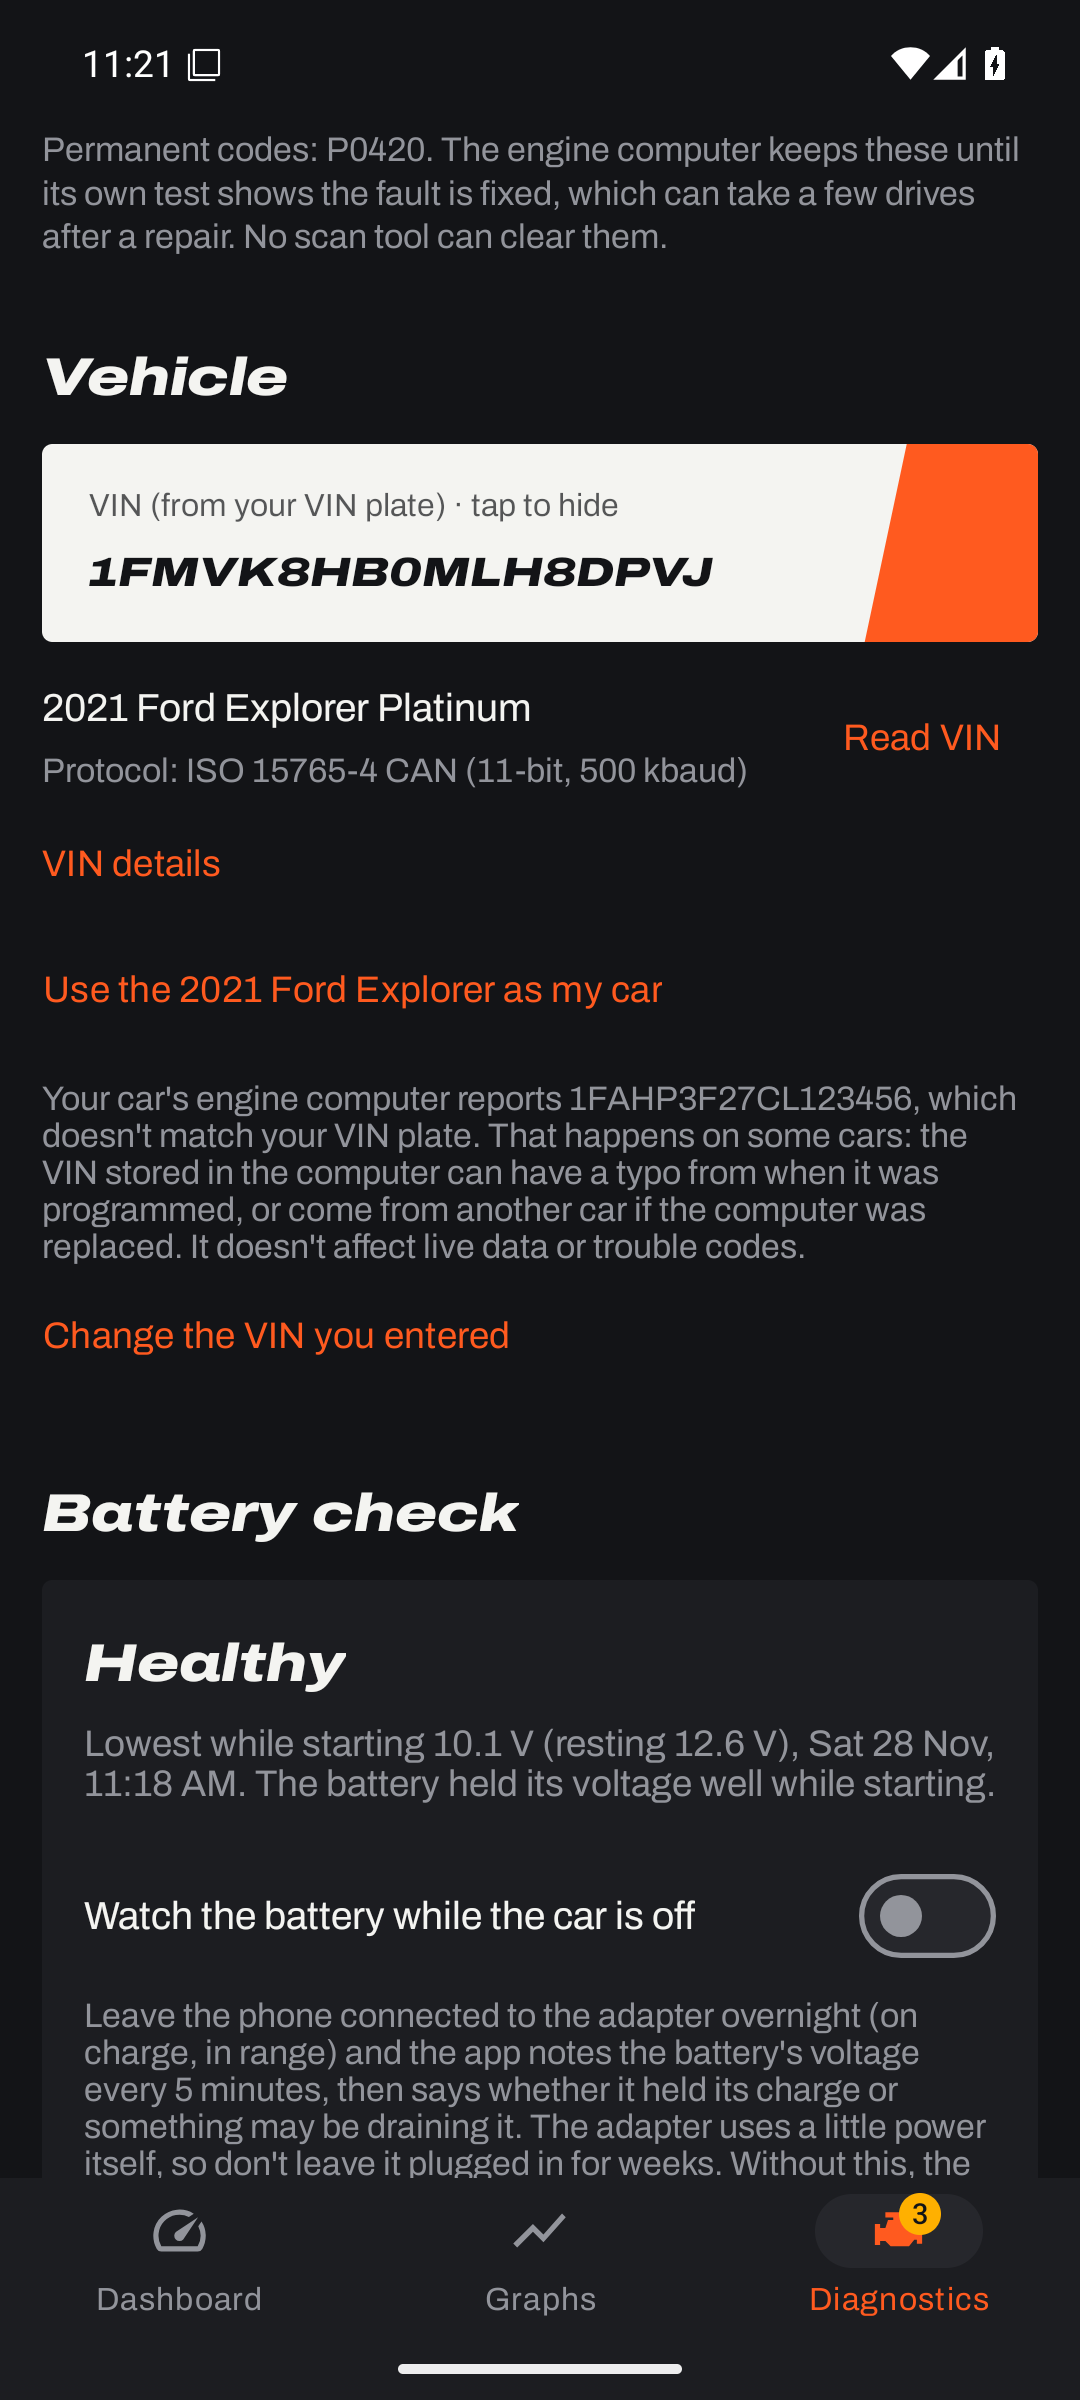 11:21
Permanent codes: P0420. The engine computer keeps these until
its own test shows the fault is fixed, which can take a few drives
after a repair. No scan tool can clear them.
Vehicle
VIN (from your VIN plate) · tap to hide
1FMVK8HB0MLH8DPVJ
2021 Ford Explorer Platinum
Protocol: ISO 15765-4 CAN (11-bit, 500 kbaud)
Read VIN
VIN details
Use the 2021 Ford Explorer as my car
Your car's engine computer reports 1FAHP3F27CL123456, which
doesn't match your VIN plate. That happens on some cars: the
VIN stored in the computer can have a typo from when it was
programmed, or come from another car if the computer was
replaced. It doesn't affect live data or trouble codes.
Change the VIN you entered
Battery check
Healthy
Lowest while starting 10.1 V (resting 12.6 V), Sat 28 Nov,
11:18 AM. The battery held its voltage well while starting.
Watch the battery while the car is off
Leave the phone connected to the adapter overnight (on
charge, in range) and the app notes the battery's voltage
every 5 minutes, then says whether it held its charge or
something may be draining it. The adapter uses a little power
itself, so don't leave it plugged in for weeks. Without this, the
3
Dashboard
Graphs
Diagnostics